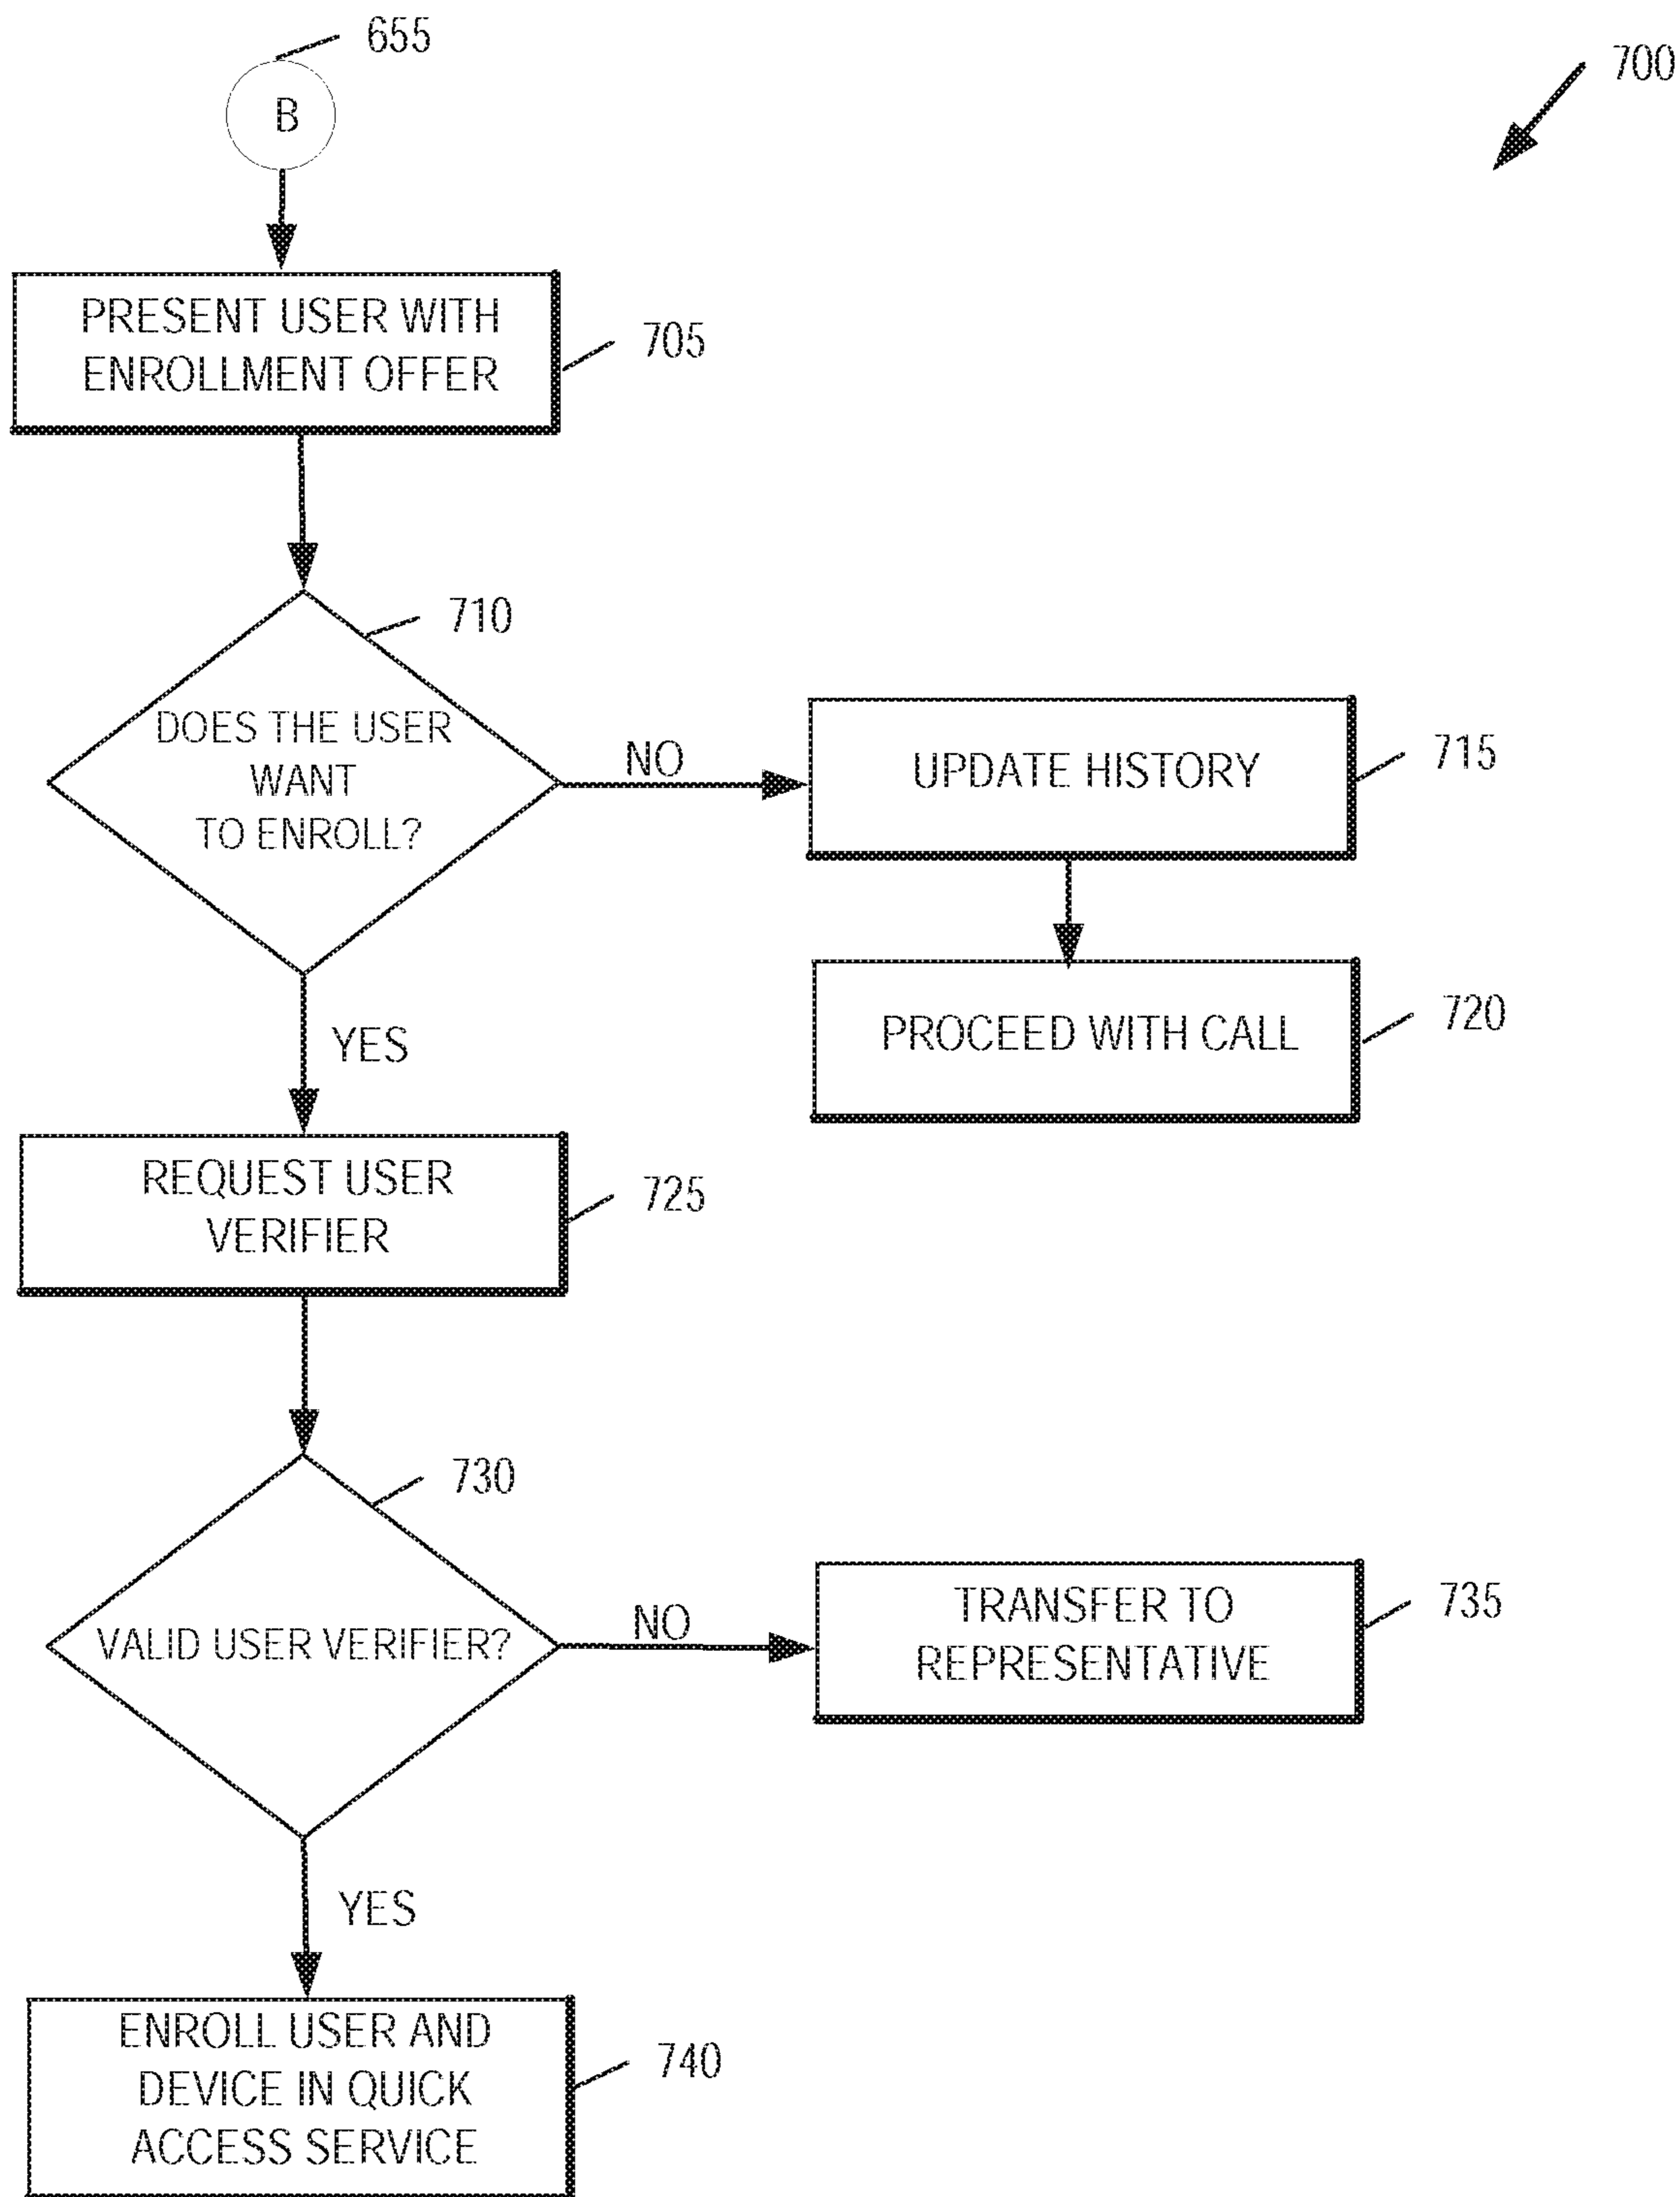 655
700
B
PRESENT USER WITH
ENROLLMENT OFFER
705
710
DOES THE USER
WANT
TO ENROLL?
NO
UPDATE HISTORY
715
PROCEED WITH CALL
720
YES
REQUEST USER
VERIFIER
725
730
VALID USER VERIFIER?
NO
TRANSFER TO
REPRESENTATIVE
735
YES
ENROLL USER AND
DEVICE IN QUICK
ACCESS SERVICE
740